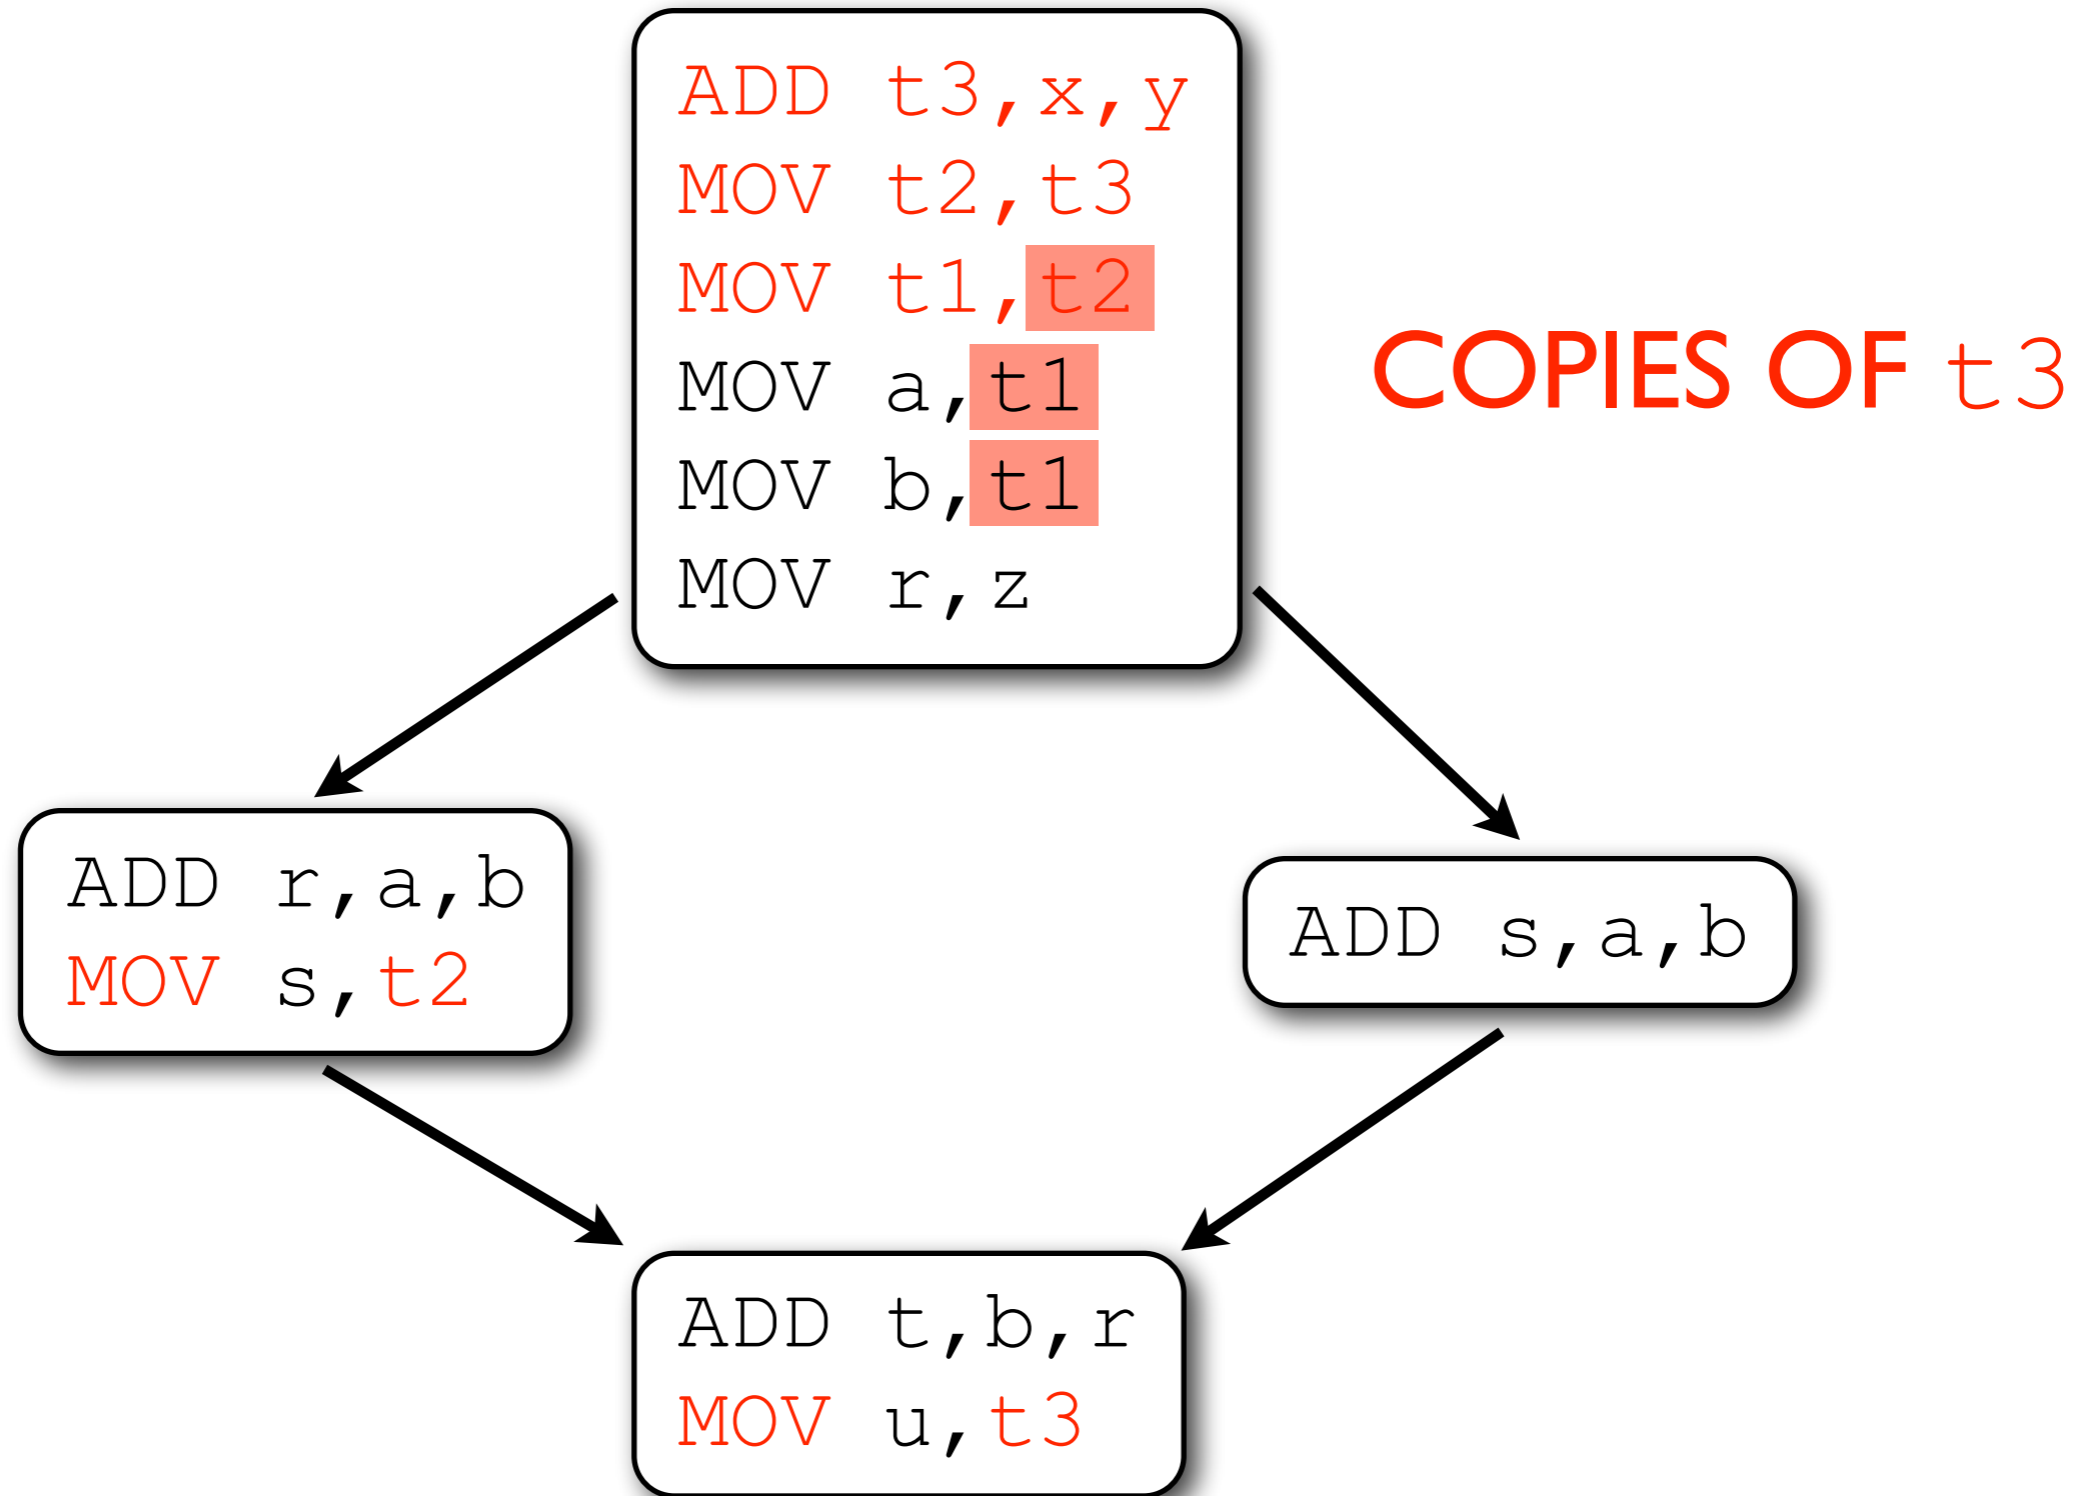 ADD t3,x,y
MOV t2,t3
MOV t1,t2
MOV a,t1
MOV b,t1
MOV r,z
COPIES OF t3
ADD r,a,b
MOV s,t2
ADD s,a,b
ADD t,b,r
MOV u,t3